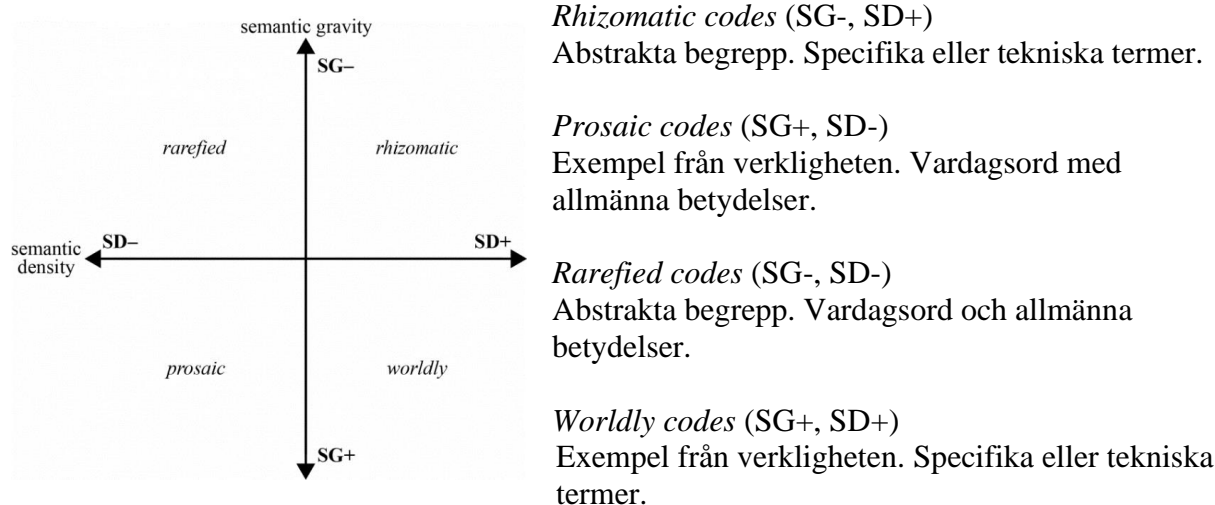 semantic gravity
SG–
rarefied
rhizomatic
semantic
density
SD–
SD+
prosaic
worldly
SG+
Rhizomatic codes (SG-, SD+)
Abstrakta begrepp. Specifika eller tekniska termer.
Prosaic codes (SG+, SD-)
Exempel från verkligheten. Vardagsord med
allmänna betydelser.
Rarefied codes (SG-, SD-)
Abstrakta begrepp. Vardagsord och allmänna
betydelser.
Worldly codes (SG+, SD+)
Exempel från verkligheten. Specifika eller tekniska
termer.